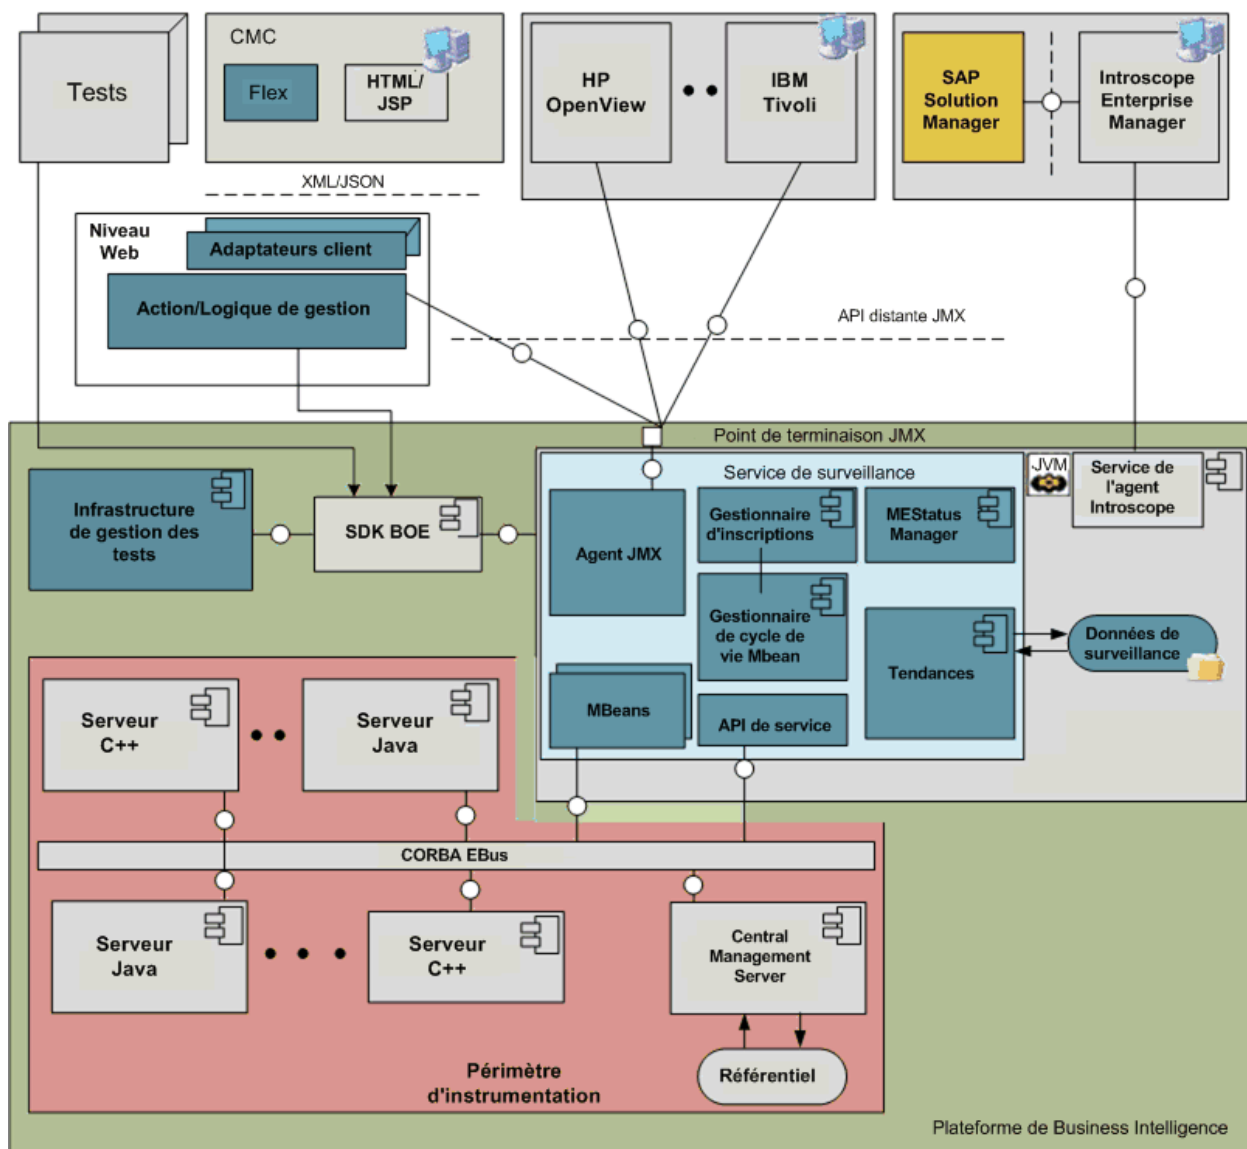 Tests
CMC
Flex
HTML/
JSP
HP
OpenView
IBM
Tivoli
SAP
Solution
Manager
Introscope
Enterprise
Manager
XML/JSON
Niveau
Web
Adaptateurs client
Action/Logique de gestion
API distante JMX
Point de terminaison JMX
Infrastructure
de gestion des
tests
SDK BOE
Service de surveillance
Agent JMX
Gestionnaire
d'inscriptions
MEStatus
Manager
JVM
Service de
l'agent
Introscope
Gestionnaire
de cycle de
vie Mbean
Tendances
Données de
surveillance
MBeans
API de service
Serveur
C++
Serveur
Java
CORBA EBus
Serveur
Java
Serveur
C++
Central
Management
Server
Référentiel
Périmètre
d'instrumentation
Plateforme de Business Intelligence